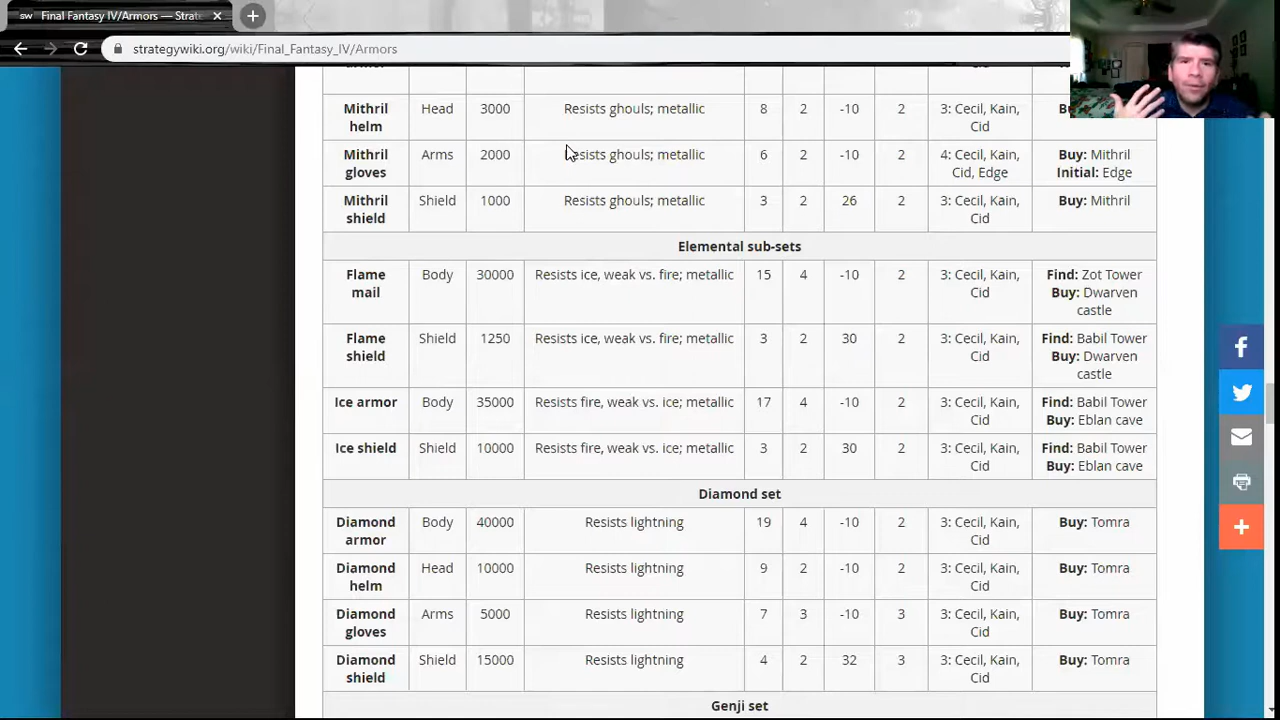 SW Final Fantasy IV/Armors — Strate
strategywiki.org/wiki/Final_Fantasy_IV/Armors
Cid
Mithril helm Head 3000 Resists ghouls; metallic 8 2 -10 2 3: Cecil, Kain, Cid
Mithril gloves Arms 2000 Resists ghouls; metallic 6 2 -10 2 4: Cecil, Kain, Cid, Edge Buy: Mithril Initial: Edge
Mithril shield Shield 1000 Resists ghouls; metallic 3 2 26 2 3: Cecil, Kain, Cid Buy: Mithril
Elemental sub-sets
Flame mail Body 30000 Resists ice, weak vs. fire; metallic 15 4 -10 2 3: Cecil, Kain, Cid Find: Zot Tower Buy: Dwarven castle
Flame shield Shield 1250 Resists ice, weak vs. fire; metallic 3 2 30 2 3: Cecil, Kain, Cid Find: Babil Tower Buy: Dwarven castle
Ice armor Body 35000 Resists fire, weak vs. ice; metallic 17 4 -10 2 3: Cecil, Kain, Cid Find: Babil Tower Buy: Eblan cave
Ice shield Shield 10000 Resists fire, weak vs. ice; metallic 3 2 30 2 3: Cecil, Kain, Cid Find: Babil Tower Buy: Eblan cave
Diamond set
Diamond armor Body 40000 Resists lightning 19 4 -10 2 3: Cecil, Kain, Cid Buy: Tomra
Diamond helm Head 10000 Resists lightning 9 2 -10 2 3: Cecil, Kain, Cid Buy: Tomra
Diamond gloves Arms 5000 Resists lightning 7 3 -10 3 3: Cecil, Kain, Cid Buy: Tomra
Diamond shield Shield 15000 Resists lightning 4 2 32 3 3: Cecil, Kain, Cid Buy: Tomra
Genji set